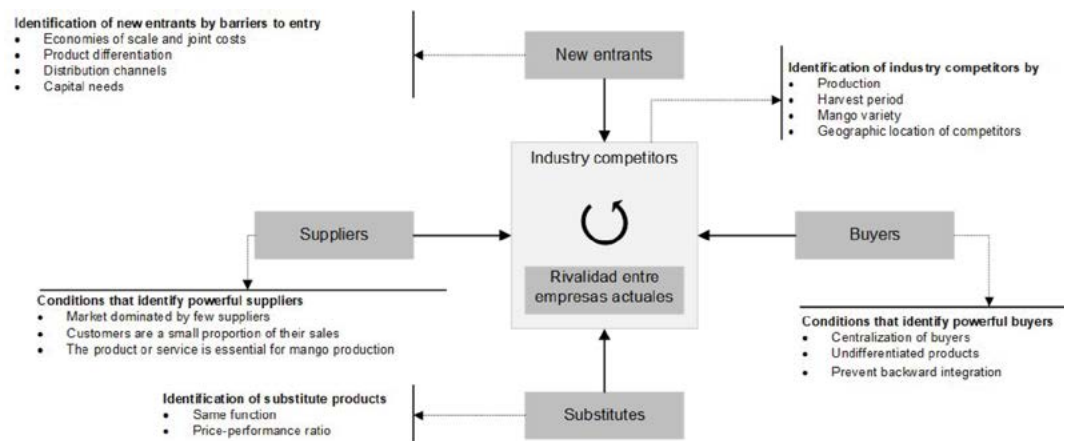 Identification of new entrants by barriers to entry
• Economies of scale and joint costs
• Product differentiation
• Distribution channels
• Capital needs
New entrants
Identification of industry competitors by
• Production
• Harvest period
• Mango variety
• Geographic location of competitors
Industry competitors
Suppliers
Buyers
Rivalidad entre
empresas actuales
Conditions that identify powerful suppliers
• Market dominated by few suppliers
• Customers are a small proportion of their sales
• The product or service is essential for mango production
Conditions that identify powerful buyers
• Centralization of buyers
• Undifferentiated products
• Prevent backward integration
Identification of substitute products
• Same function
• Price-performance ratio
Substitutes